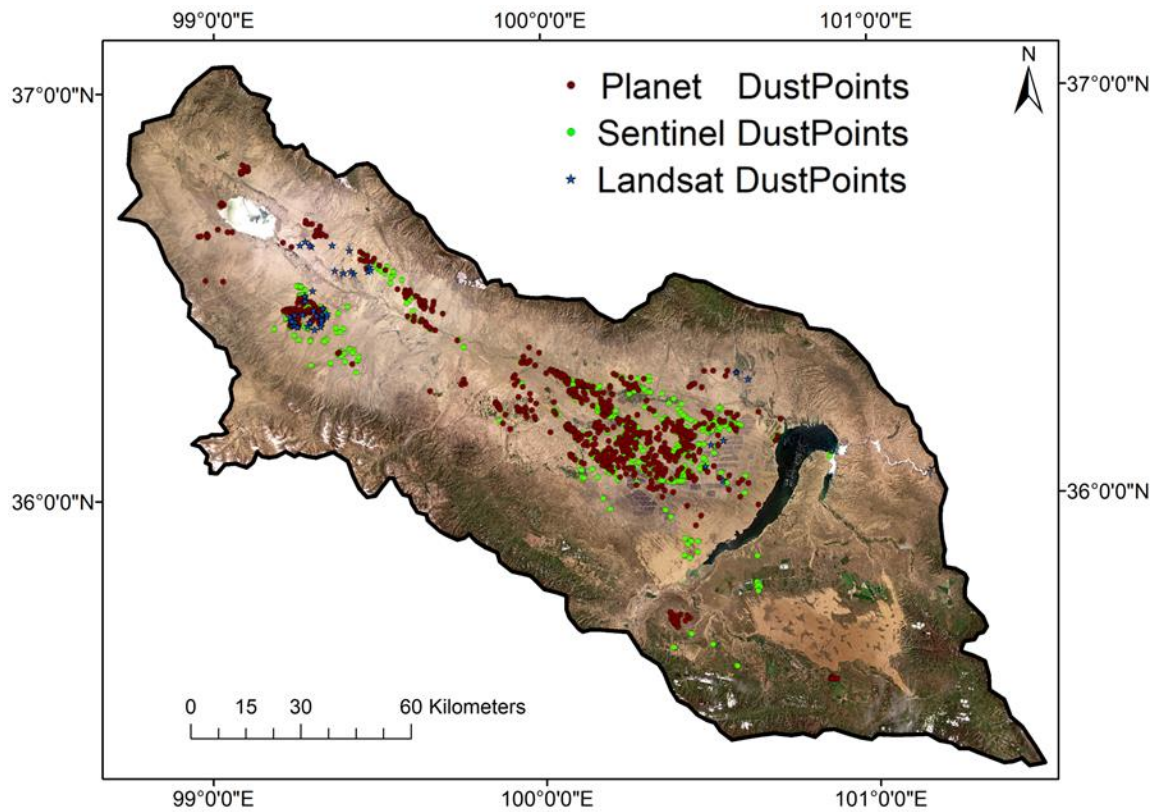 99°0'0"E 100°0'0"E 101°0'0"E
N
37°0'0"N 37°0'0"N
Planet DustPoints
Sentinel DustPoints
Landsat DustPoints
36°0'0"N 36°0'0"N
0 15 30 60 Kilometers
99°0'0"E 100°0'0"E 101°0'0"E